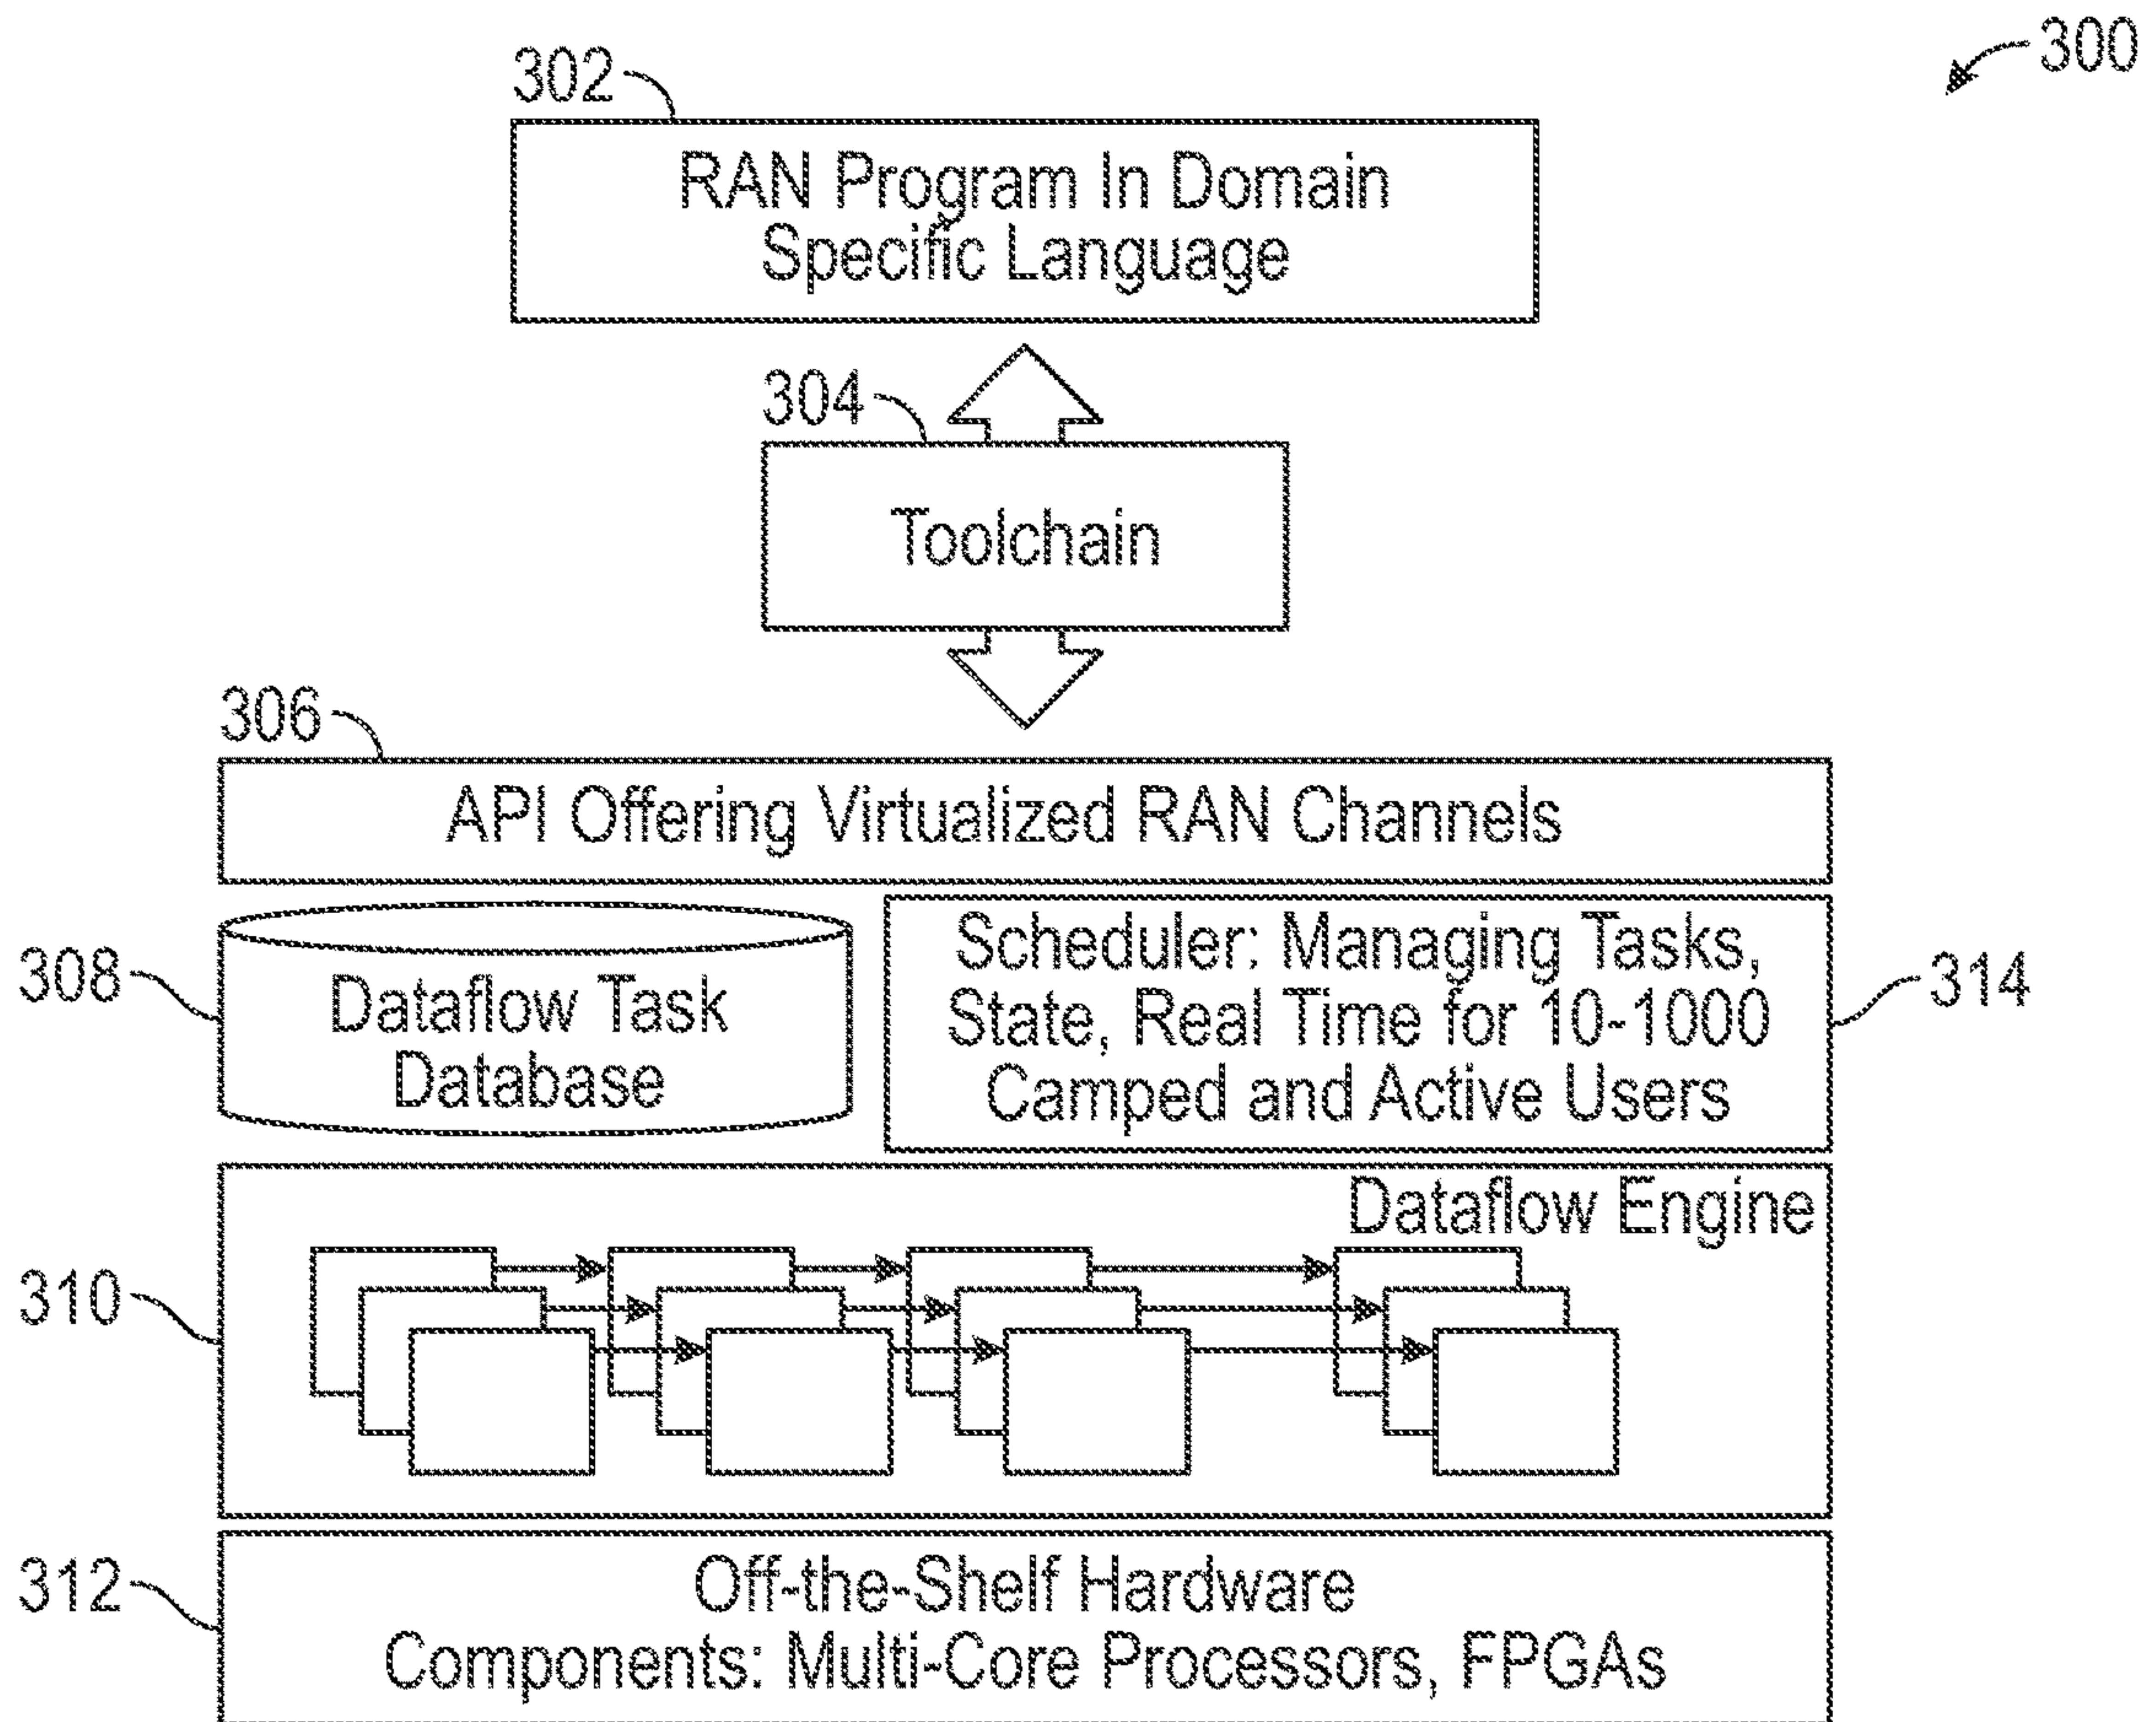 300
302
RAN Program In Domain
Specific Language
304
Toolchain
306
API Offering Virtualized RAN Channels
308
Dataflow Task
Database
Scheduler: Managing Tasks,
State, Real Time for 10-1000
Camped and Active Users
314
Dataflow Engine
310
312
Off-the-Shelf Hardware
Components: Multi-Core Processors, FPGAs